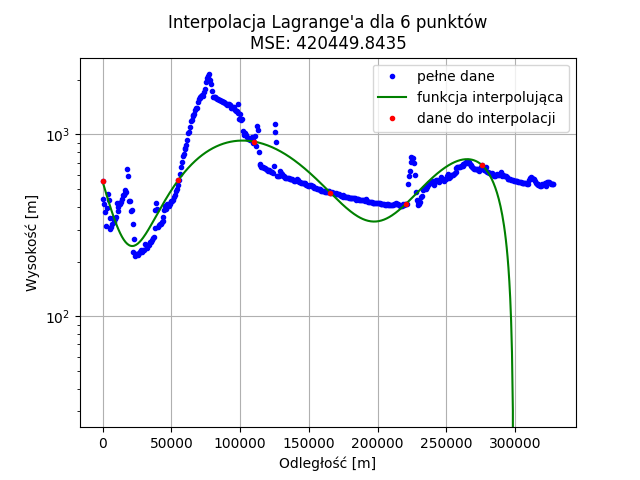 Interpolacja Lagrange'a dla 6 punktów
MSE: 420449.8435
pełne dane
funkcja interpolująca
dane do interpolacji
Wysokość [m]
10³
10²
0 50000 100000 150000 200000 250000 300000
Odległość [m]